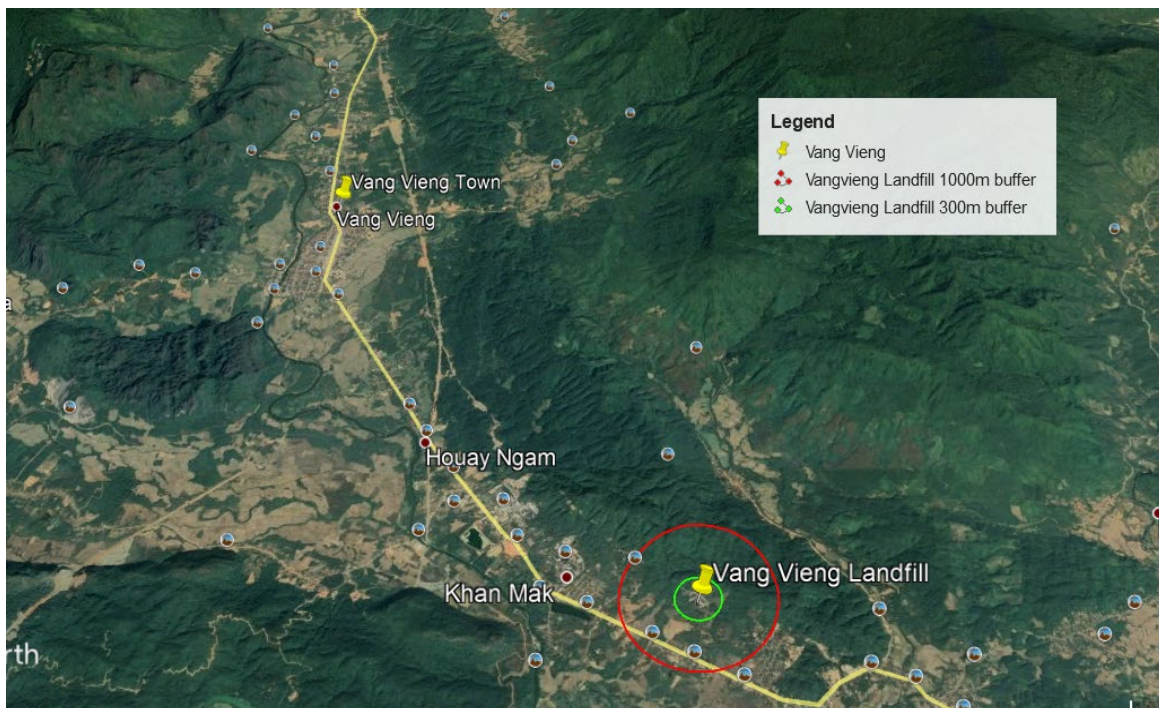 Legend
Vang Vieng
Vangvieng Landfill 1000m buffer
Vangvieng Landfill 300m buffer
Vang Vieng Town
Vang Vieng
Houay Ngam
Vang Vieng Landfill
Khan Mak
rth